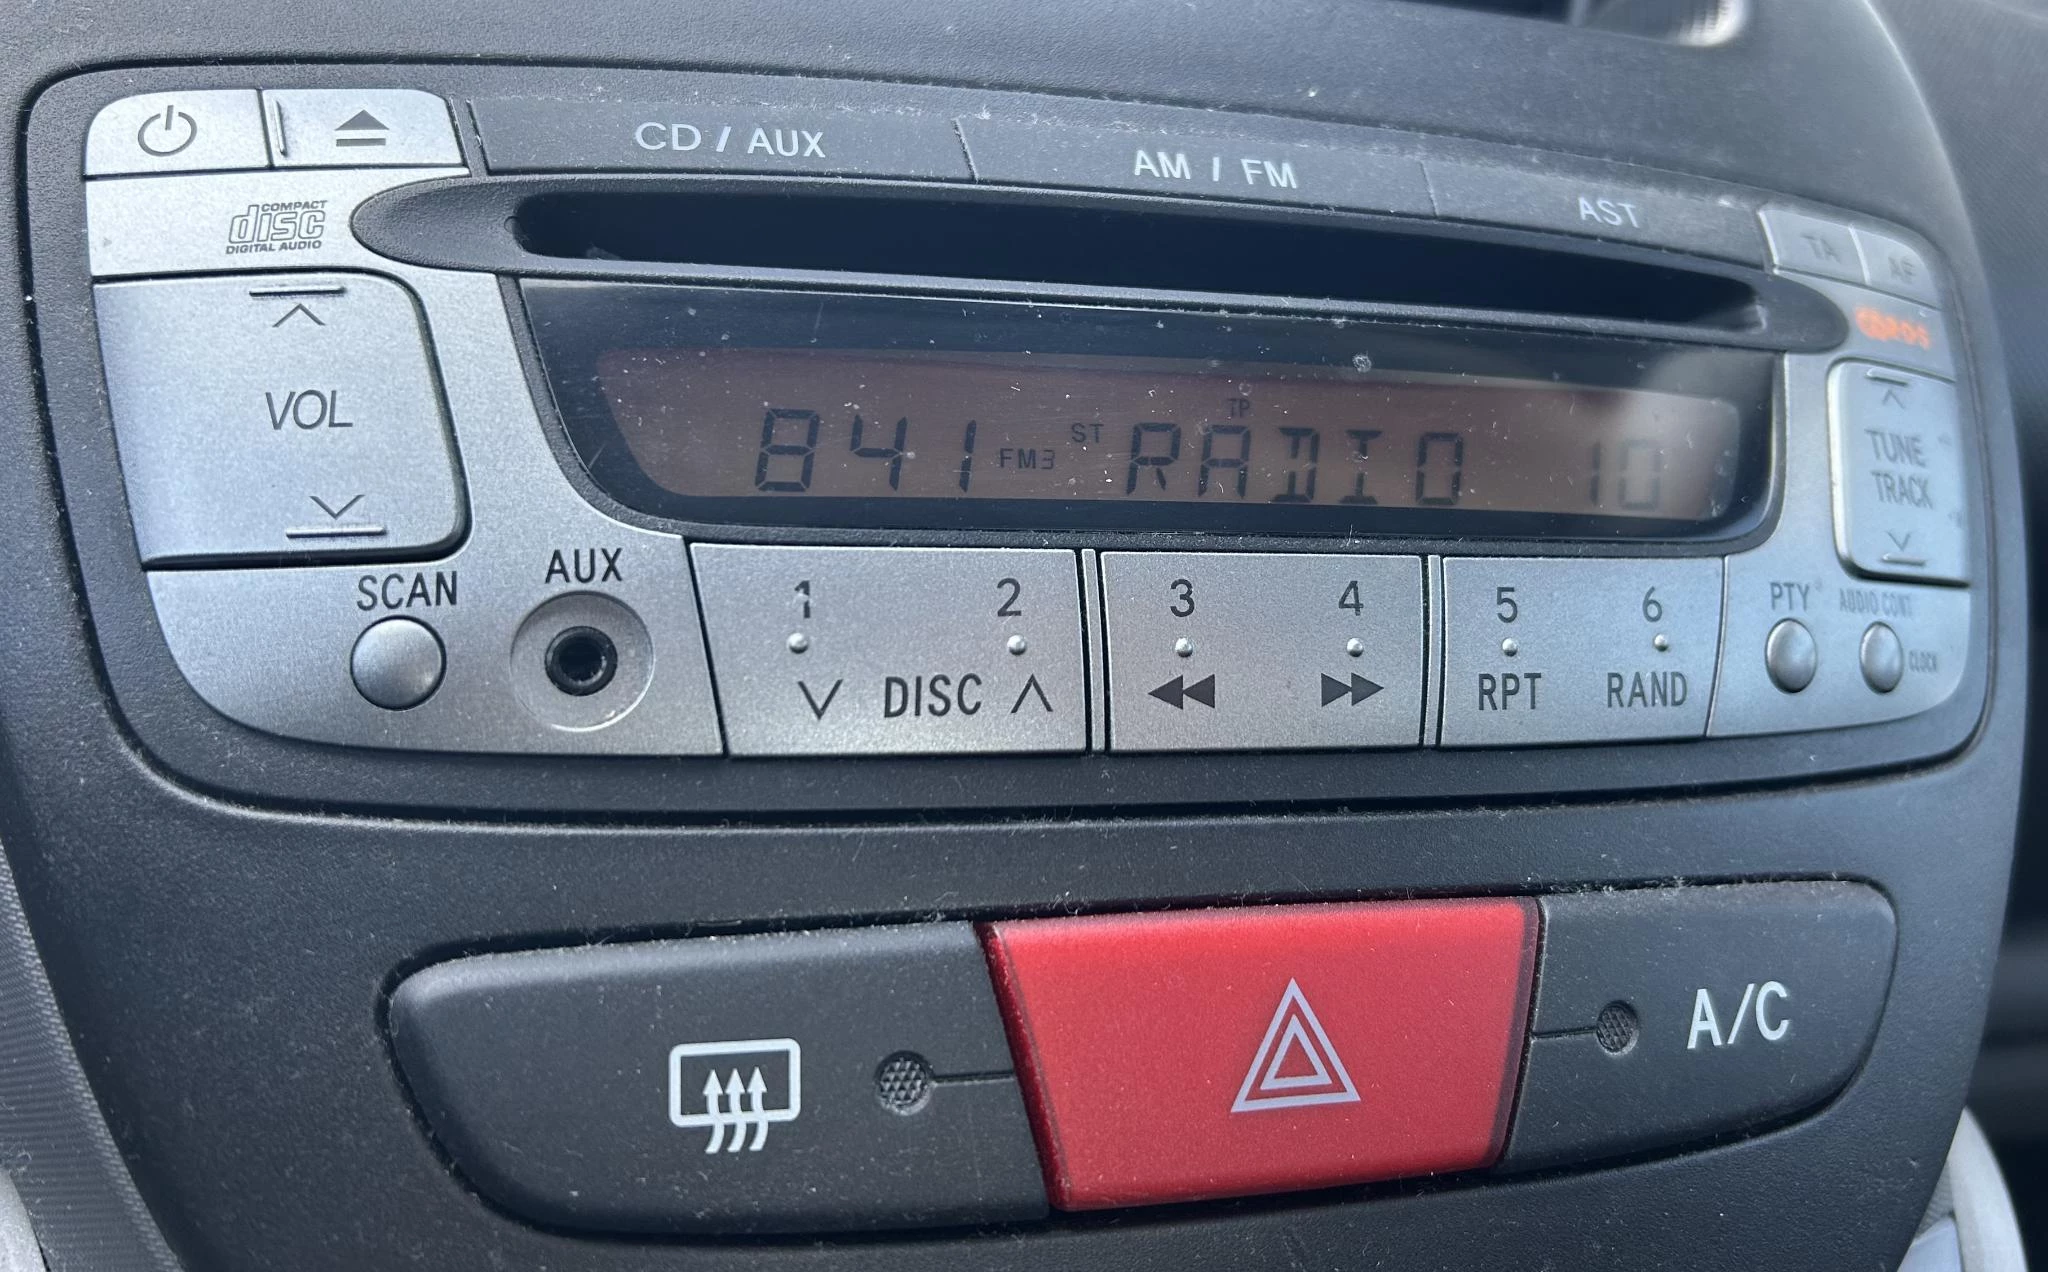 CD / AUX
AM / FM
AST
TA
AF
COMPACT
disc
DIGITAL AUDIO
RDS
VOL
841 FM3 ST TP RADIO 10
TUNE
TRACK
SCAN
AUX
1 2 3 4 5 6
DISC RPT RAND
PTY
AUDIO CONT
CLOCK
A/C